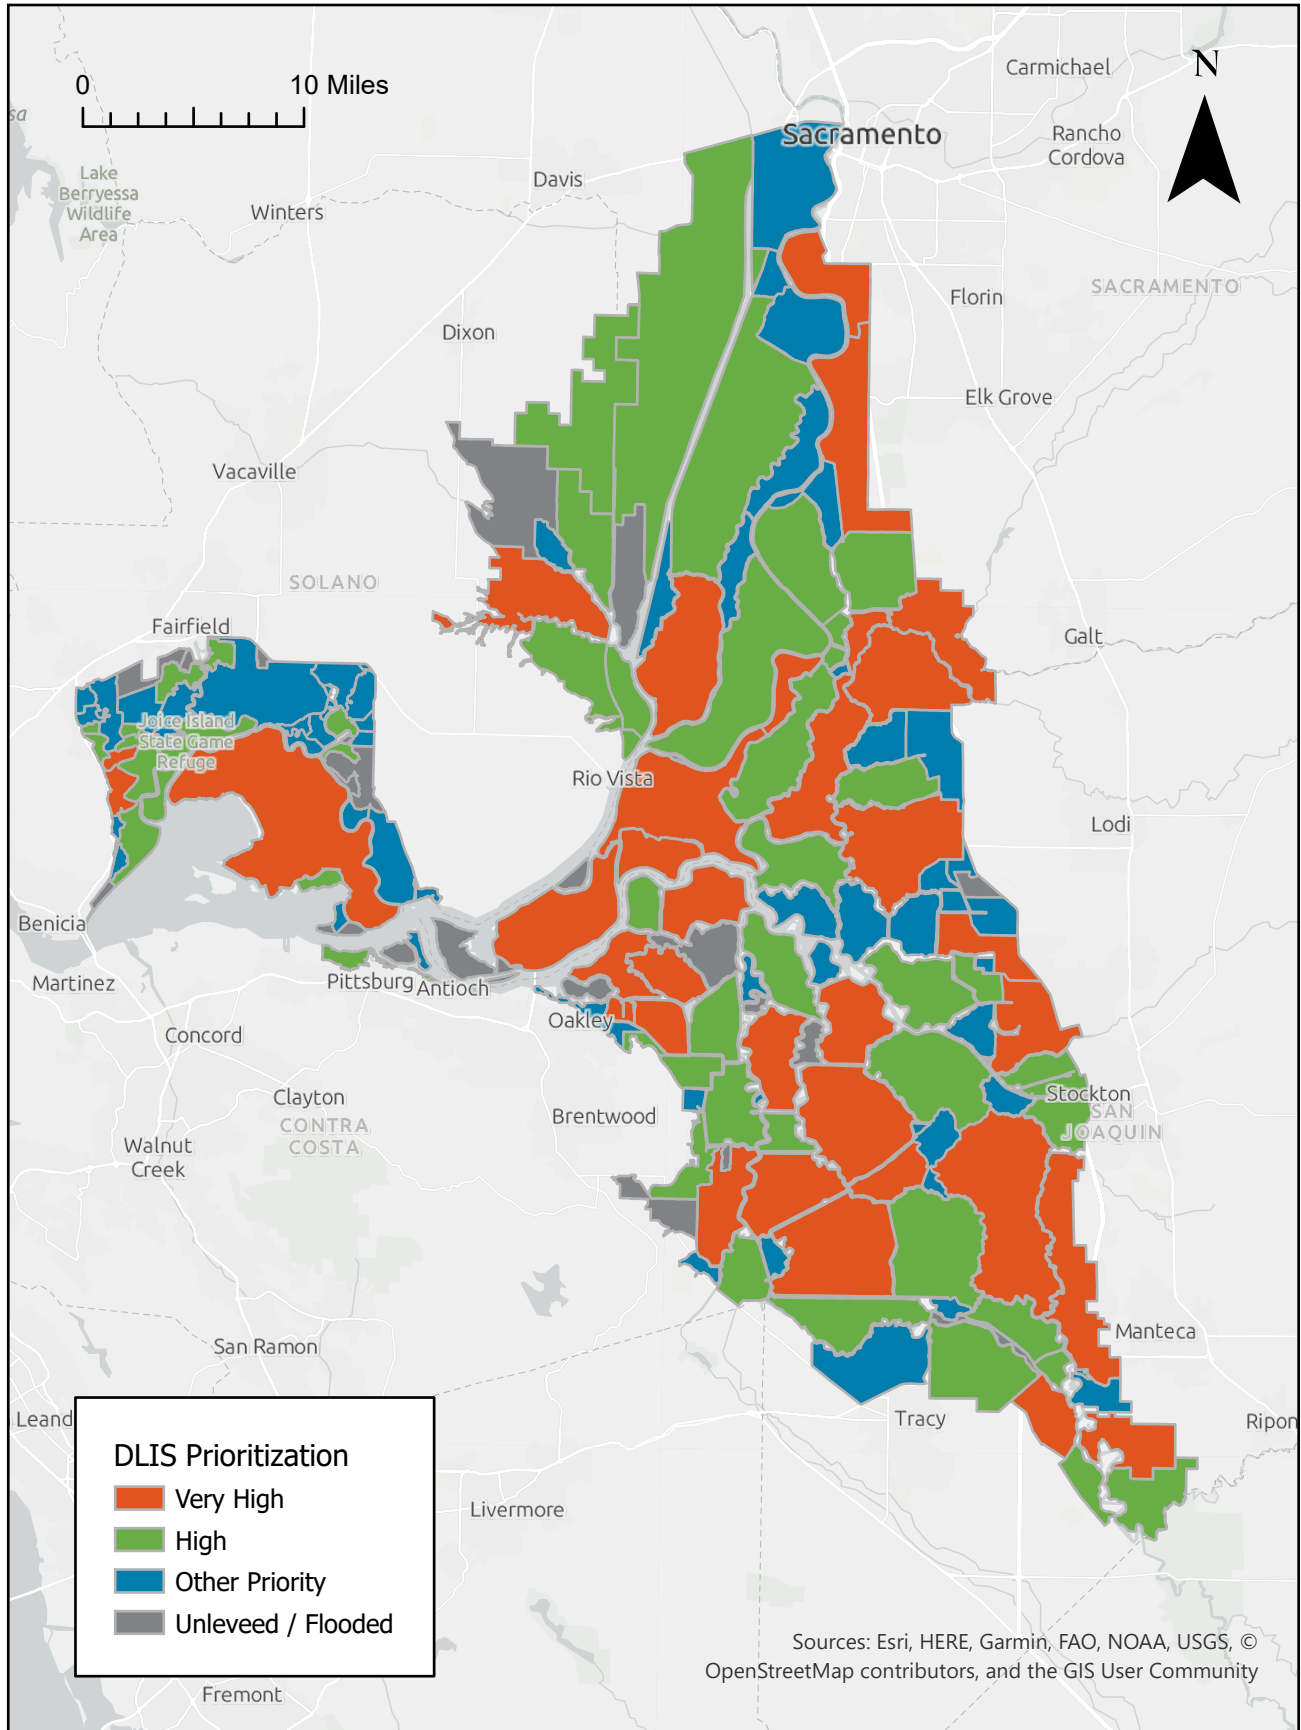 0 10 Miles
N
Carmichael
Sacramento
Rancho
Cordova
sa
Lake
Berryessa
Wildlife
Area
Davis
Winters
Florin
SACRAMENTO
Dixon
Elk Grove
Vacaville
SOLANO
Fairfield
Galt
Joice Island
State Game
Refuge
Rio Vista
Lodi
Benicia
Martinez
Pittsburg
Antioch
Oakley
Concord
Clayton
CONTRA
COSTA
Brentwood
Stockton
SAN
JOAQUIN
Walnut
Creek
San Ramon
Manteca
Leand
Tracy
Ripon
DLIS Prioritization
Very High
High
Other Priority
Unleveed / Flooded
Livermore
Fremont
Sources: Esri, HERE, Garmin, FAO, NOAA, USGS, ©
OpenStreetMap contributors, and the GIS User Community